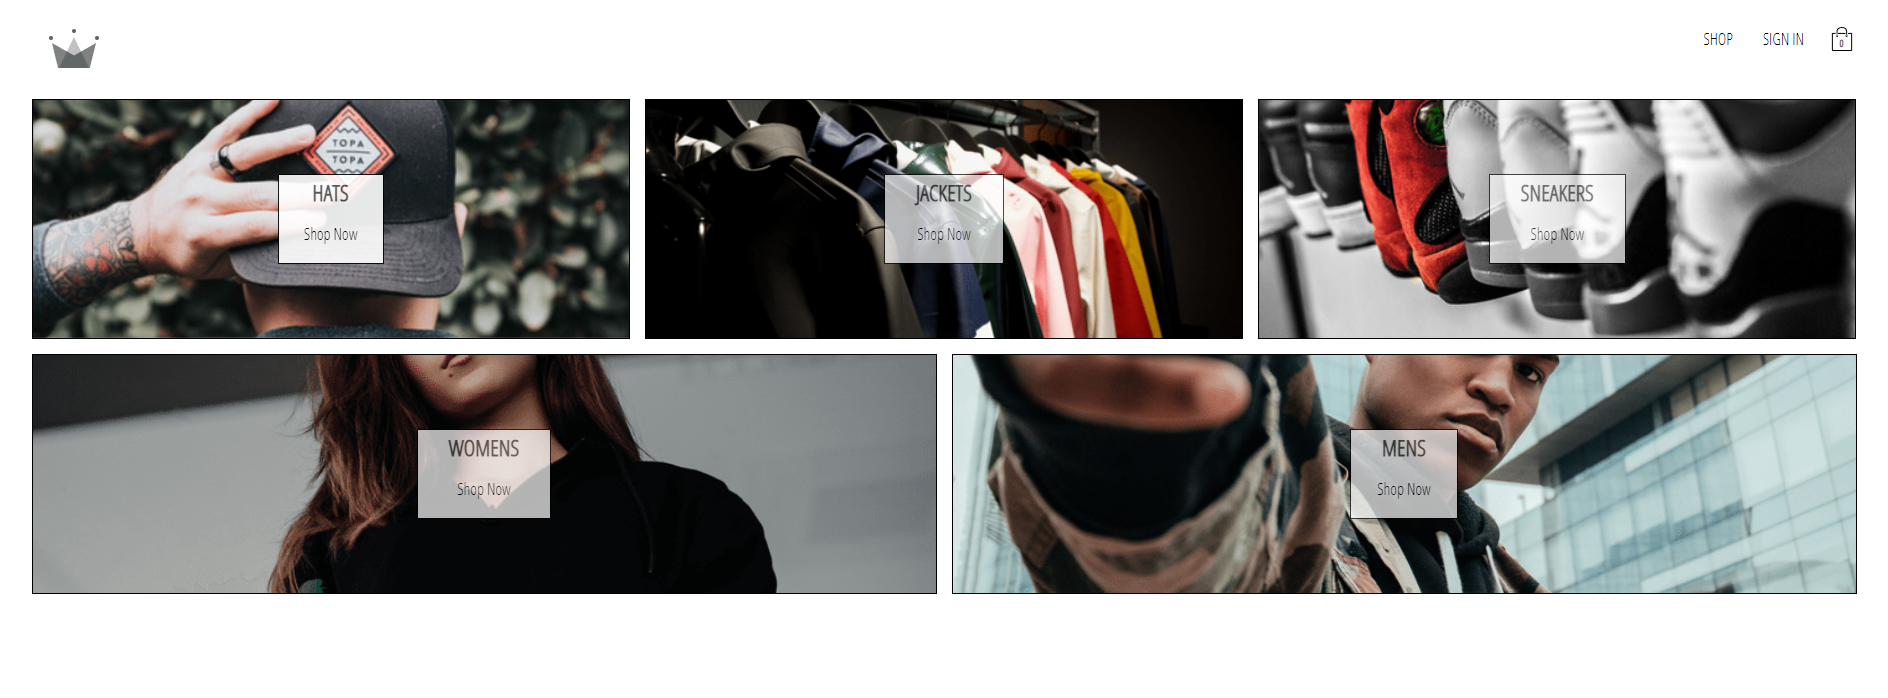 SHOP
SIGN IN
0
TOPA
TOPA
HATS
Shop Now
JACKETS
Shop Now
SNEAKERS
Shop Now
WOMENS
Shop Now
MENS
Shop Now